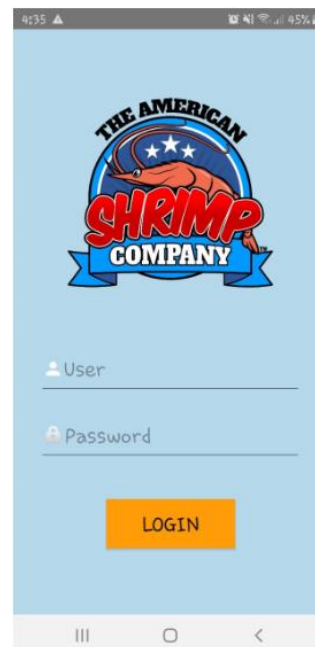 4:35
45%
THE AMERICAN
SHRIMP
COMPANY
User
Password
LOGIN